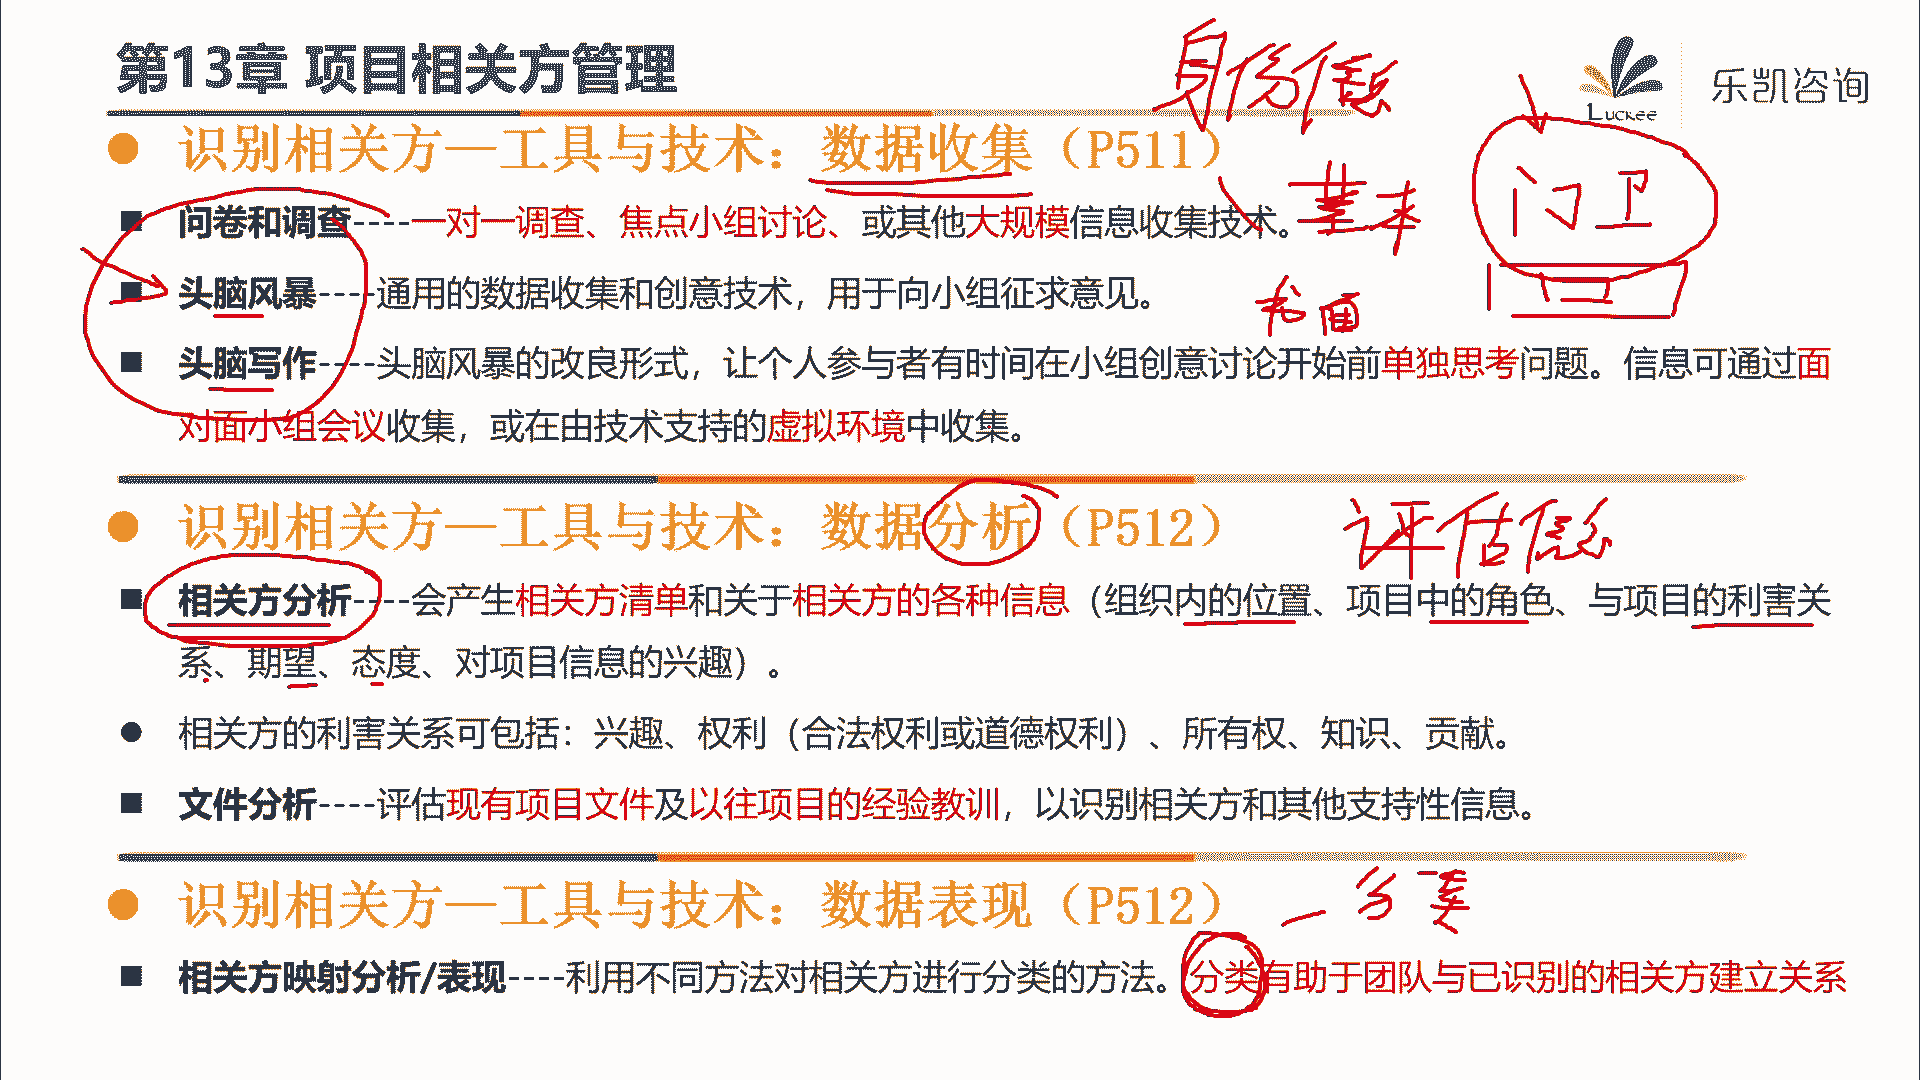 第13章 项目相关方管理
身份信息
Luckee
乐凯咨询
识别相关方—工具与技术：数据收集（P511）
门卫
问卷和调查----一对一调查、焦点小组讨论、或其他大规模信息收集技术。
基本
头脑风暴----通用的数据收集和创意技术，用于向小组征求意见。
书面
头脑写作----头脑风暴的改良形式，让个人参与者有时间在小组创意讨论开始前单独思考问题。信息可通过面
对面小组会议收集，或在由技术支持的虚拟环境中收集。
识别相关方—工具与技术：数据分析（P512）
评估信息
相关方分析----会产生相关方清单和关于相关方的各种信息（组织内的位置、项目中的角色、与项目的利害关
系、期望、态度、对项目信息的兴趣）。
相关方的利害关系可包括：兴趣、权利（合法权利或道德权利）、所有权、知识、贡献。
文件分析----评估现有项目文件及以往项目的经验教训，以识别相关方和其他支持性信息。
识别相关方—工具与技术：数据表现（P512）
分类
相关方映射分析/表现----利用不同方法对相关方进行分类的方法。分类有助于团队与已识别的相关方建立关系